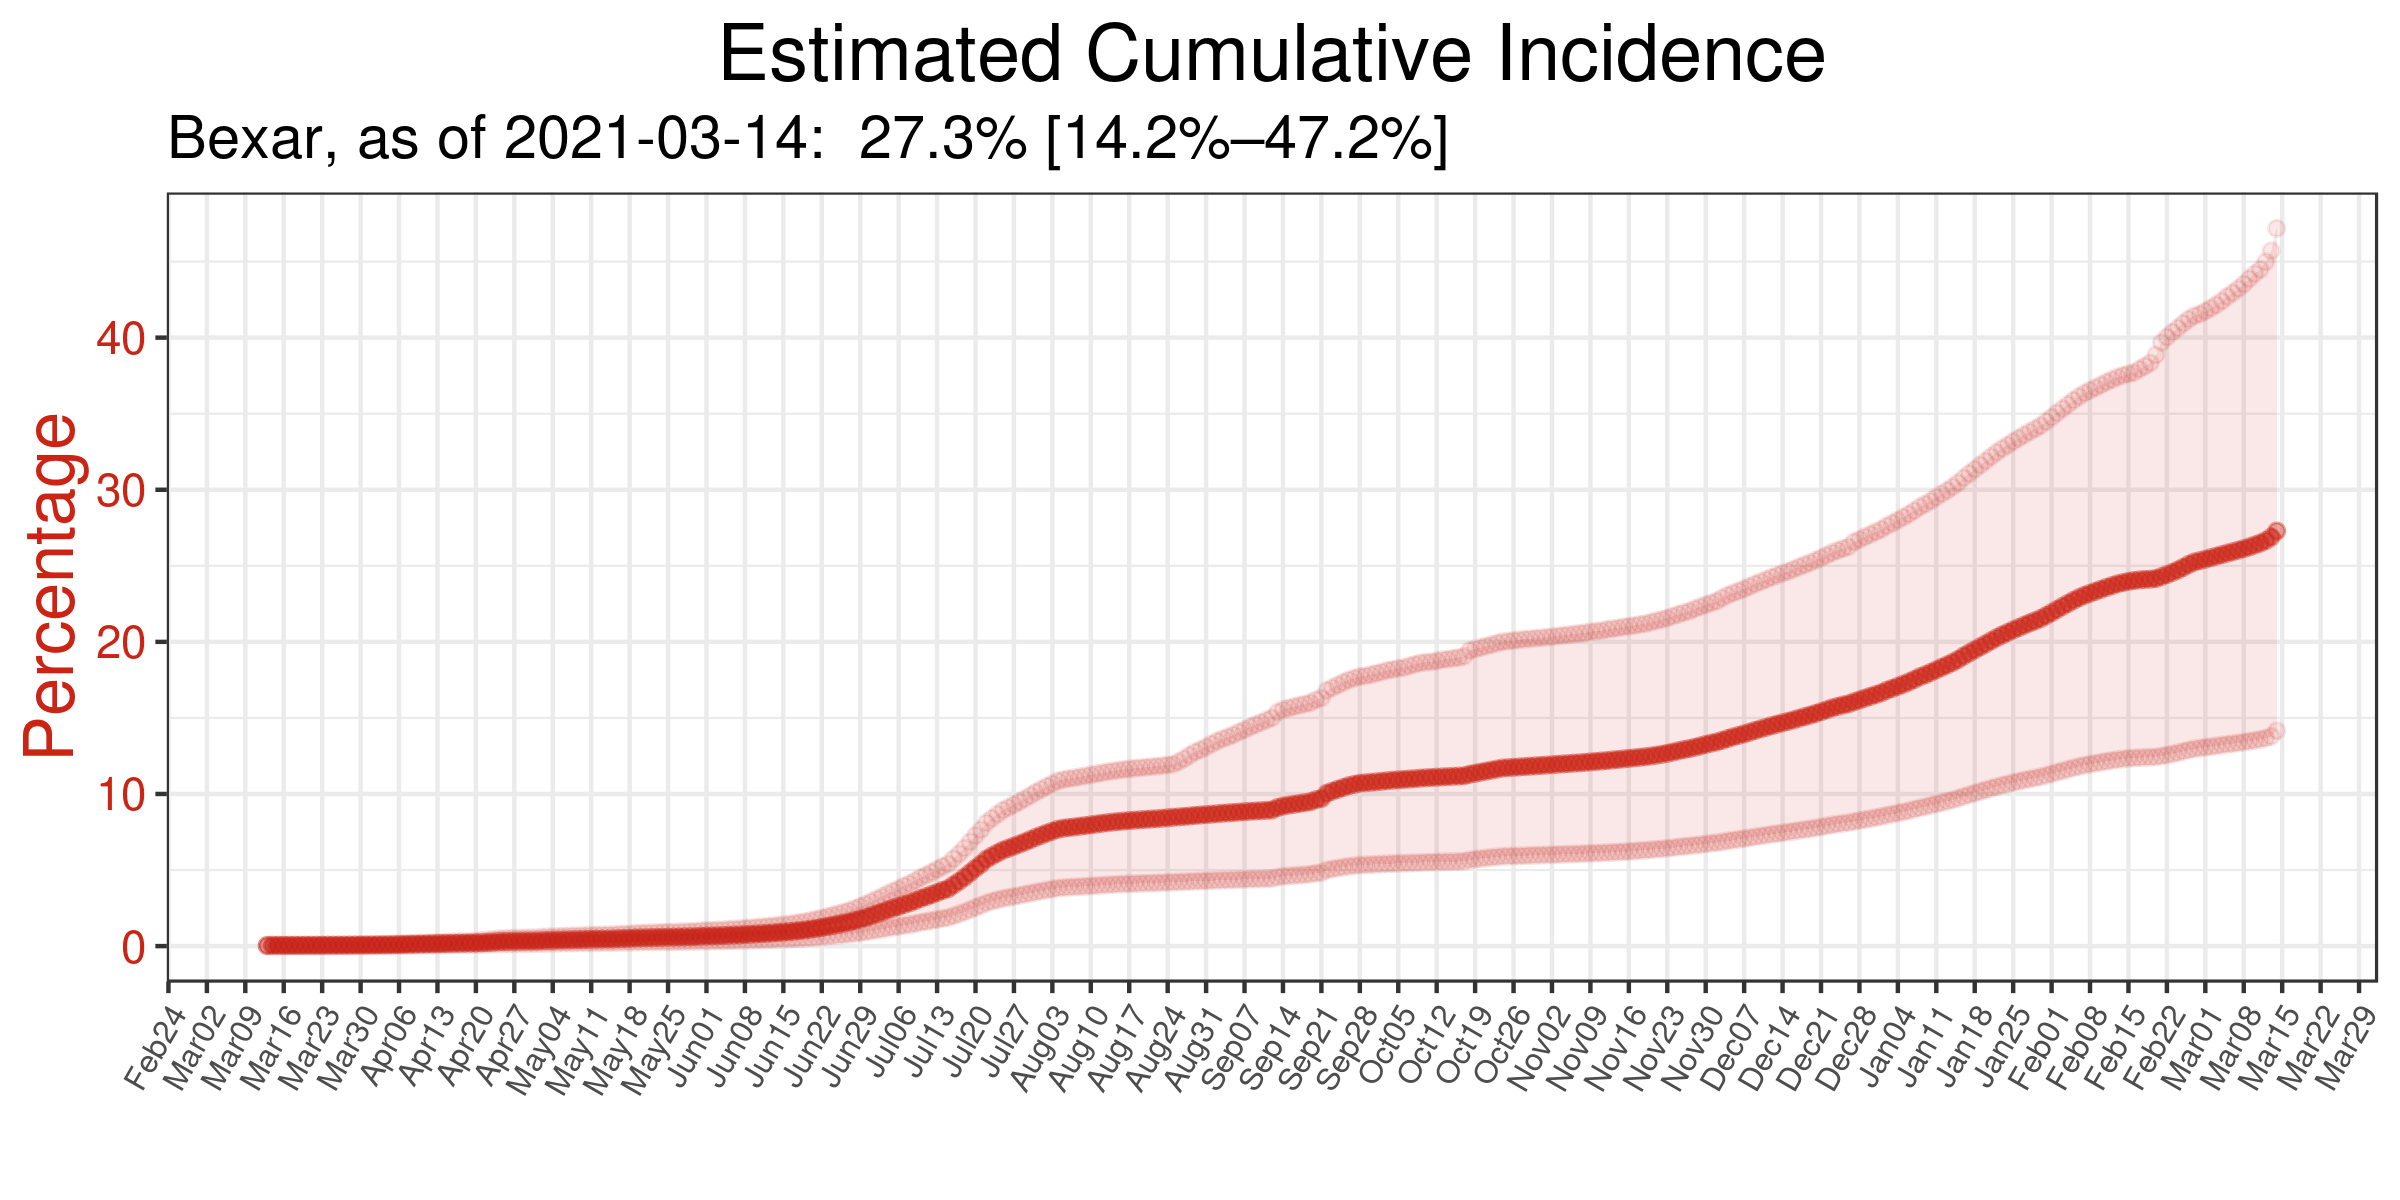 Estimated Cumulative Incidence
Bexar, as of 2021-03-14:  27.3% [14.2%–47.2%]
Percentage
40
30
20
10
0
Feb24
Mar02
Mar09
Mar16
Mar23
Mar30
Apr06
Apr13
Apr20
Apr27
May04
May11
May18
May25
Jun01
Jun08
Jun15
Jun22
Jun29
Jul06
Jul13
Jul20
Jul27
Aug03
Aug10
Aug17
Aug24
Aug31
Sep07
Sep14
Sep21
Sep28
Oct05
Oct12
Oct19
Oct26
Nov02
Nov09
Nov16
Nov23
Nov30
Dec07
Dec14
Dec21
Dec28
Jan04
Jan11
Jan18
Jan25
Feb01
Feb08
Feb15
Feb22
Mar01
Mar08
Mar15
Mar22
Mar29